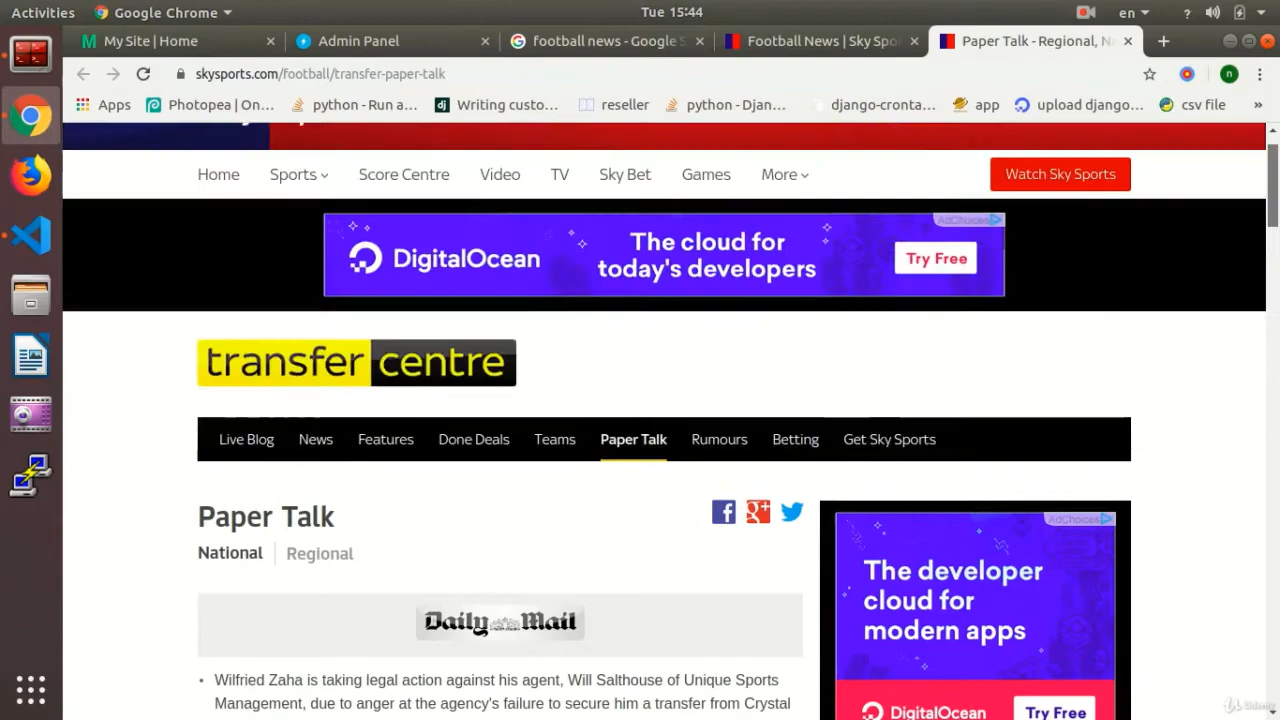 Activities
Google Chrome
Tue 15:44
en
?
My Site | Home
Admin Panel
football news - Google S
Football News | Sky Spo
Paper Talk - Regional, Na
skysports.com/football/transfer-paper-talk
n
Apps
Photopea | On...
python - Run a...
dj Writing custo...
reseller
python - Djan...
django-cronta...
app
upload django...
csv file
»
Home
Sports
Score Centre
Video
TV
Sky Bet
Games
More
Watch Sky Sports
AdChoices
DigitalOcean
The cloud for
today's developers
Try Free
transfer centre
Live Blog
News
Features
Done Deals
Teams
Paper Talk
Rumours
Betting
Get Sky Sports
Paper Talk
National
Regional
Daily Mail
• Wilfried Zaha is taking legal action against his agent, Will Salthouse of Unique Sports
Management, due to anger at the agency's failure to secure him a transfer from Crystal
AdChoices
The developer
cloud for
modern apps
DigitalOcean
Try Free
Udemy